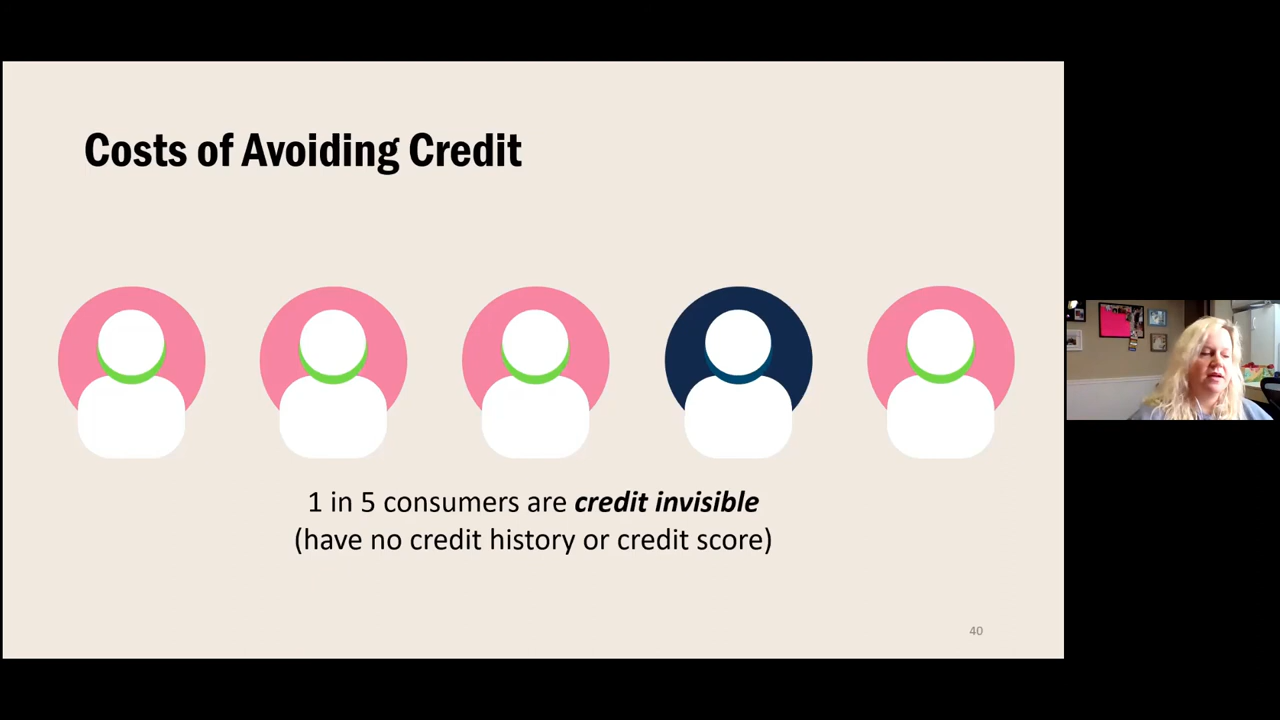 Costs of Avoiding Credit
1 in 5 consumers are credit invisible
(have no credit history or credit score)
40